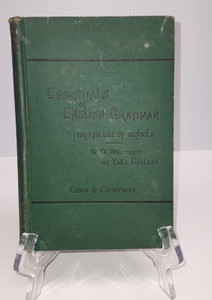 Essentials
of
English Grammar
for the use of schools
W. D. Whitney
of Yale College
Ginn & Company